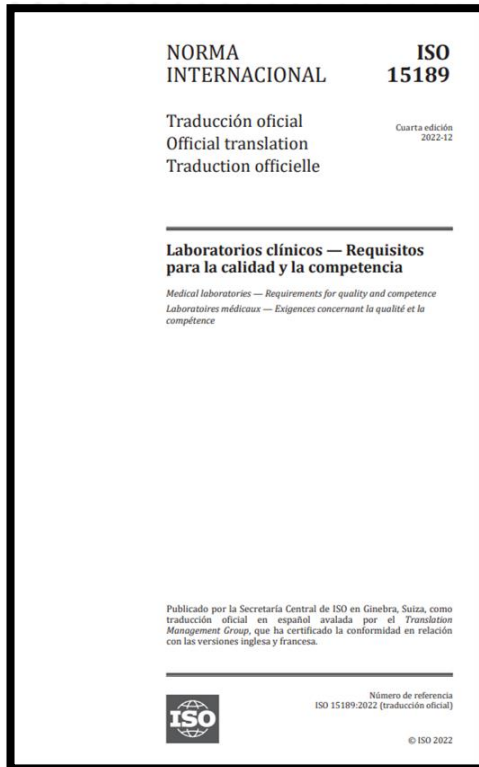 NORMA
INTERNACIONAL
ISO
15189
Traducción oficial
Official translation
Traduction officielle
Cuarta edición
2022-12
Laboratorios clínicos — Requisitos
para la calidad y la competencia
Medical laboratories — Requirements for quality and competence
Laboratoires médicaux — Exigences concernant la qualité et la
compétence
Publicado por la Secretaría Central de ISO en Ginebra, Suiza, como
traducción oficial en español avalada por el Translation
Management Group, que ha certificado la conformidad en relación
con las versiones inglesa y francesa.
ISO
Número de referencia
ISO 15189:2022 (traducción oficial)
© ISO 2022